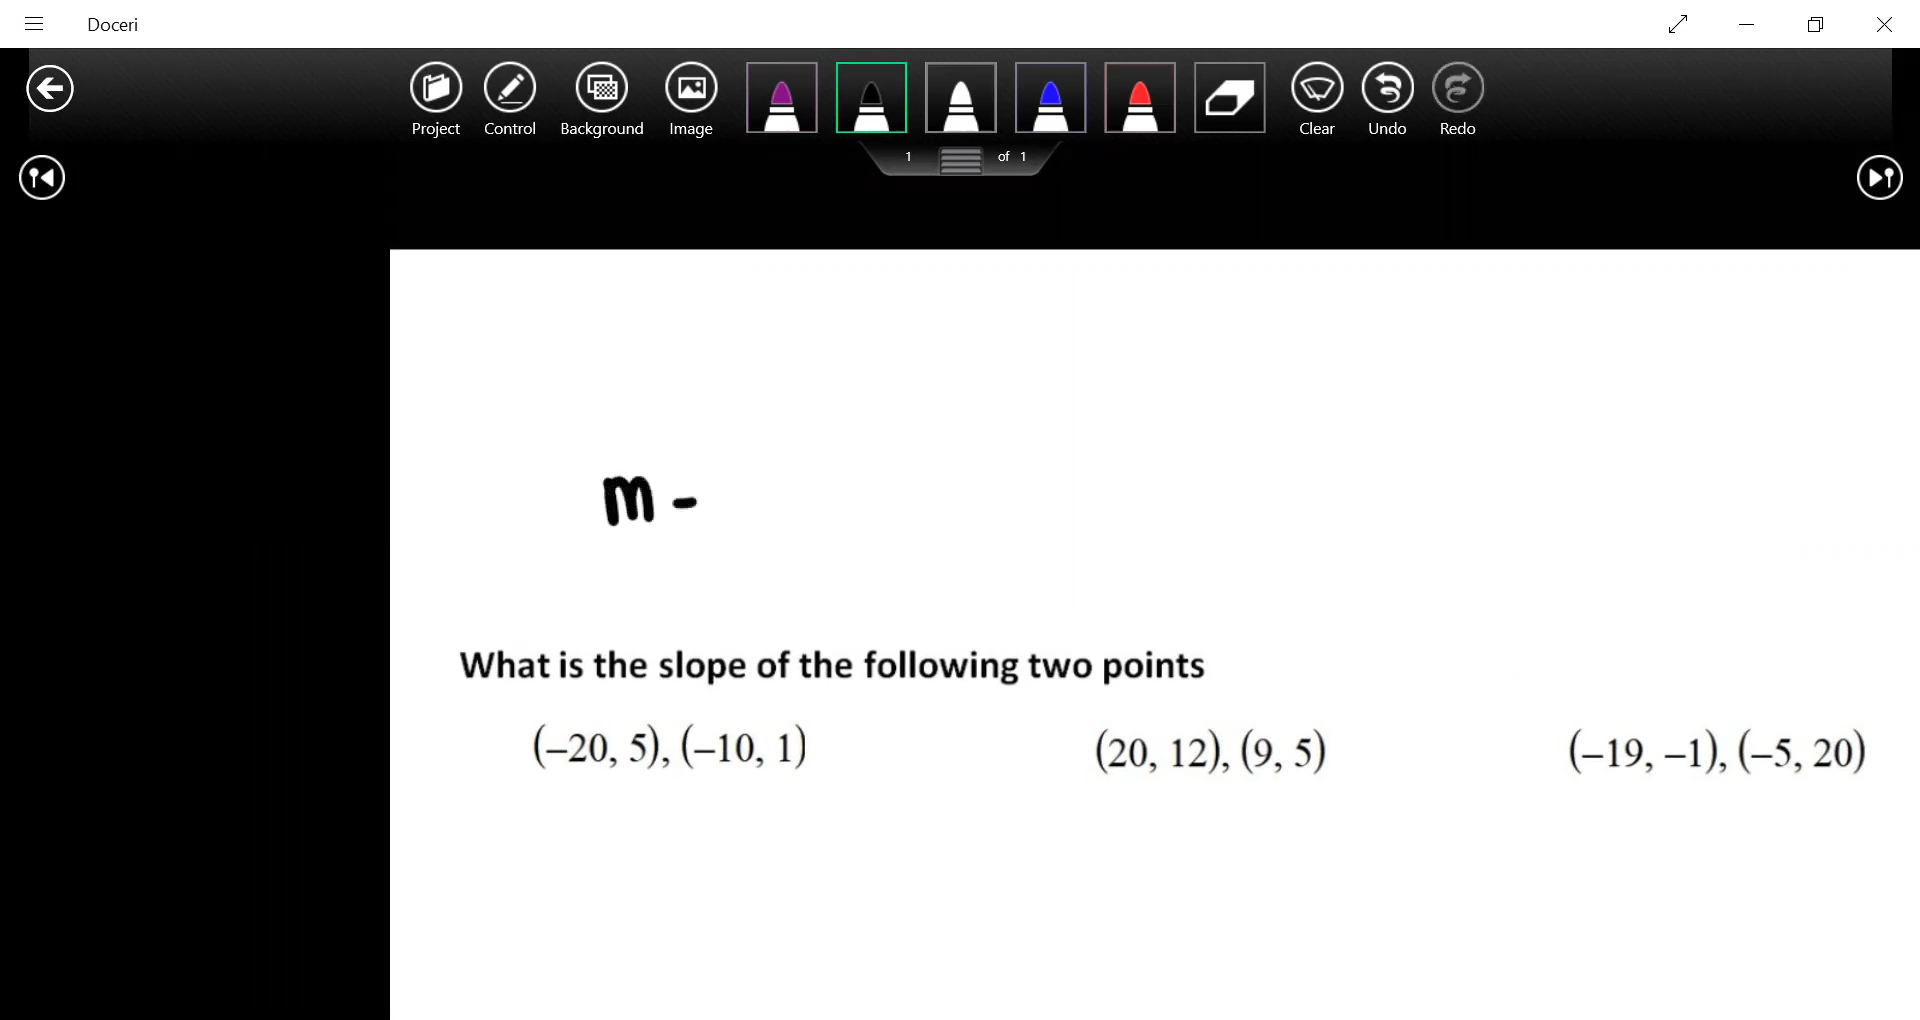 Doceri
Project Control Background Image Clear Undo Redo
1 of 1
m -
What is the slope of the following two points
(–20, 5), (–10, 1) (20, 12), (9, 5) (–19, –1), (–5, 20)